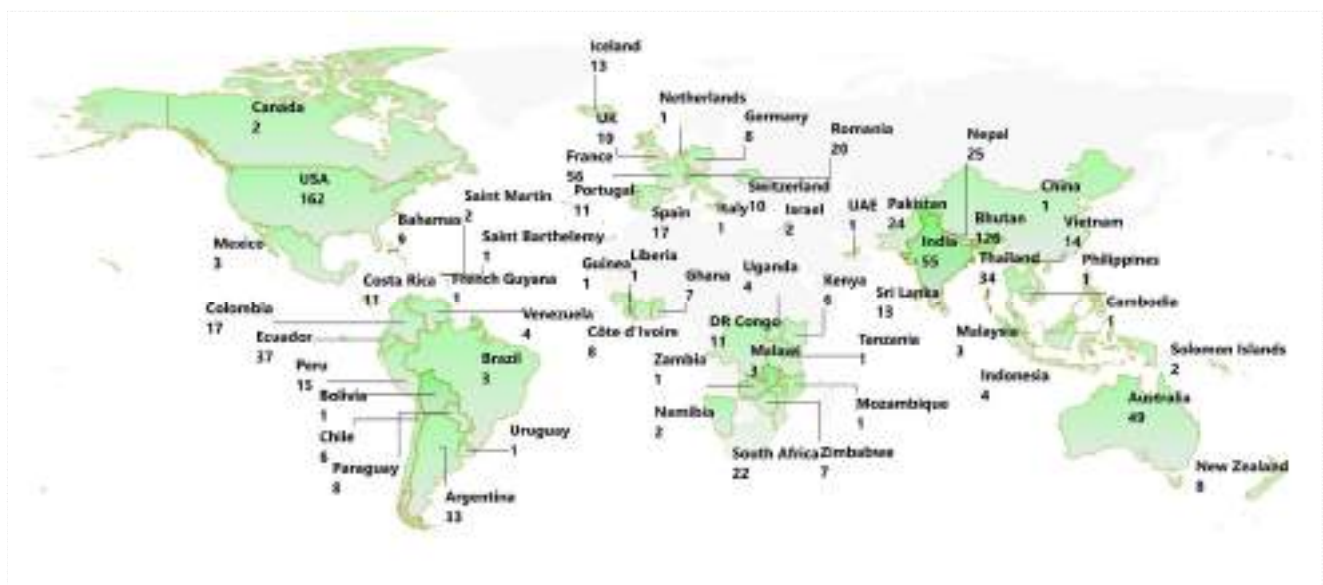 Iceland
13
Netherlands
1
Germany
8
UK
19
Romania
20
Nepal
25
Canada
2
France
56
USA
162
Saint Martin
2
Portugal
11
Switzerland
10
Spain
17
Italy
1
Israel
2
UAE
1
Pakistan
24
China
1
Bhutan
126
Vietnam
14
Bahamas
Mexico
3
Saint Barthelemy
1
India
55
Guinea
1
Liberia
1
Ghana
7
Uganda
4
Kenya
6
Thailand
34
Philippines
1
Costa Rica
11
French Guyana
1
Sri Lanka
13
Cambodia
1
Colombia
17
Venezuela
4
Côte d'Ivoire
8
DR Congo
11
Ecuador
37
Malawi
3
Tanzania
1
Malaysia
3
Solomon Islands
2
Peru
15
Brazil
3
Zambia
1
Indonesia
4
Bolivia
1
Namibia
2
Mozambique
1
Australia
49
Chile
6
Uruguay
1
Paraguay
8
South Africa
22
Zimbabwe
7
New Zealand
8
Argentina
33